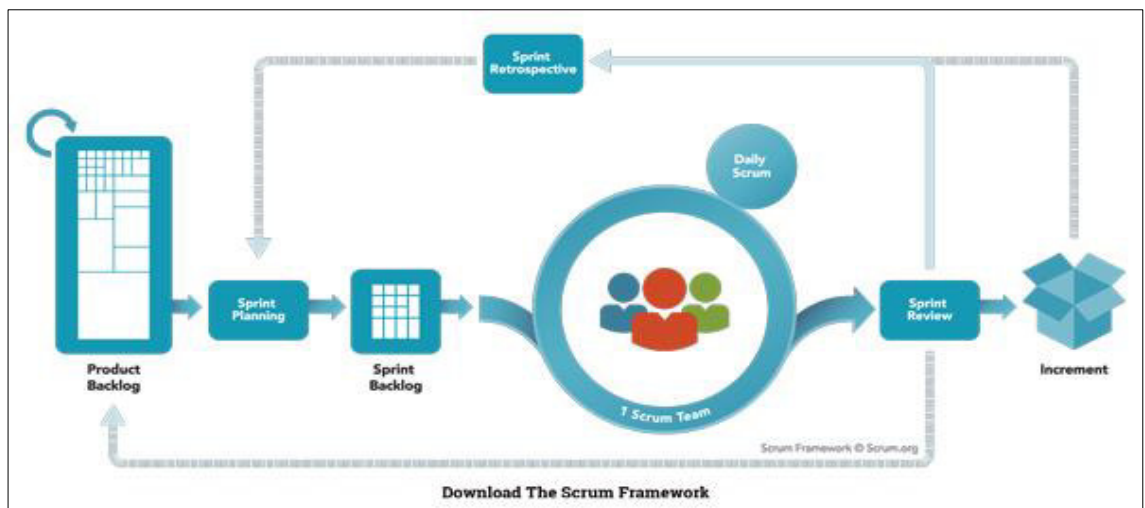 Sprint
Retrospective
Daily
Scrum
Sprint
Planning
Sprint
Review
Product
Backlog
Sprint
Backlog
Increment
1 Scrum Team
Scrum Framework © Scrum.org
Download The Scrum Framework